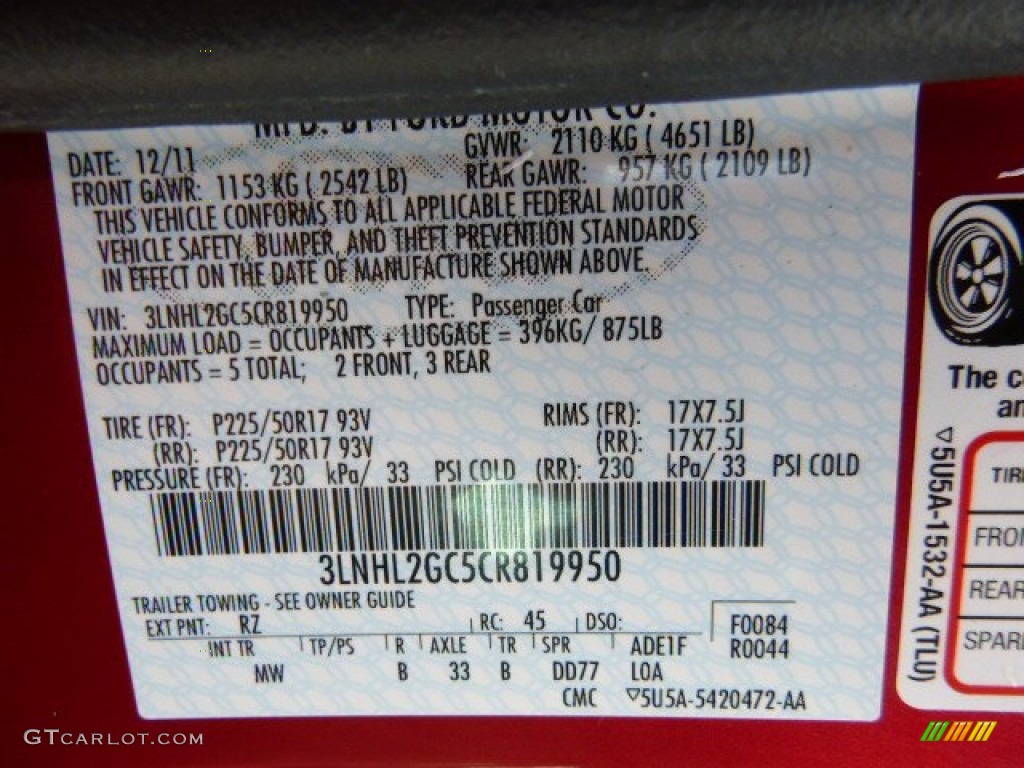 MFD. BY FORD MOTOR CO.
DATE: 12/11 GVWR: 2110 KG ( 4651 LB)
FRONT GAWR: 1153 KG ( 2542 LB) REAR GAWR: 957 KG ( 2109 LB)
THIS VEHICLE CONFORMS TO ALL APPLICABLE FEDERAL MOTOR
VEHICLE SAFETY, BUMPER, AND THEFT PREVENTION STANDARDS
IN EFFECT ON THE DATE OF MANUFACTURE SHOWN ABOVE.
VIN: 3LNHL2GC5CR819950 TYPE: Passenger Car
MAXIMUM LOAD = OCCUPANTS + LUGGAGE = 396KG/ 875LB
OCCUPANTS = 5 TOTAL; 2 FRONT, 3 REAR
TIRE (FR): P225/50R17 93V RIMS (FR): 17X7.5J
(RR): P225/50R17 93V (RR): 17X7.5J
PRESSURE (FR): 230 kPa/ 33 PSI COLD (RR): 230 kPa/ 33 PSI COLD
3LNHL2GC5CR819950
TRAILER TOWING - SEE OWNER GUIDE
EXT PNT: RZ RC: 45 DSO: F0084
INT TR TP/PS R AXLE TR SPR ADE1F R0044
MW B 33 B DD77 LOA
CMC ▽5U5A-5420472-AA
The c
an
▽5U5A-1532-AA (TLU)
TIRE
FRON
REAR
SPARE
GTCARLOT.COM